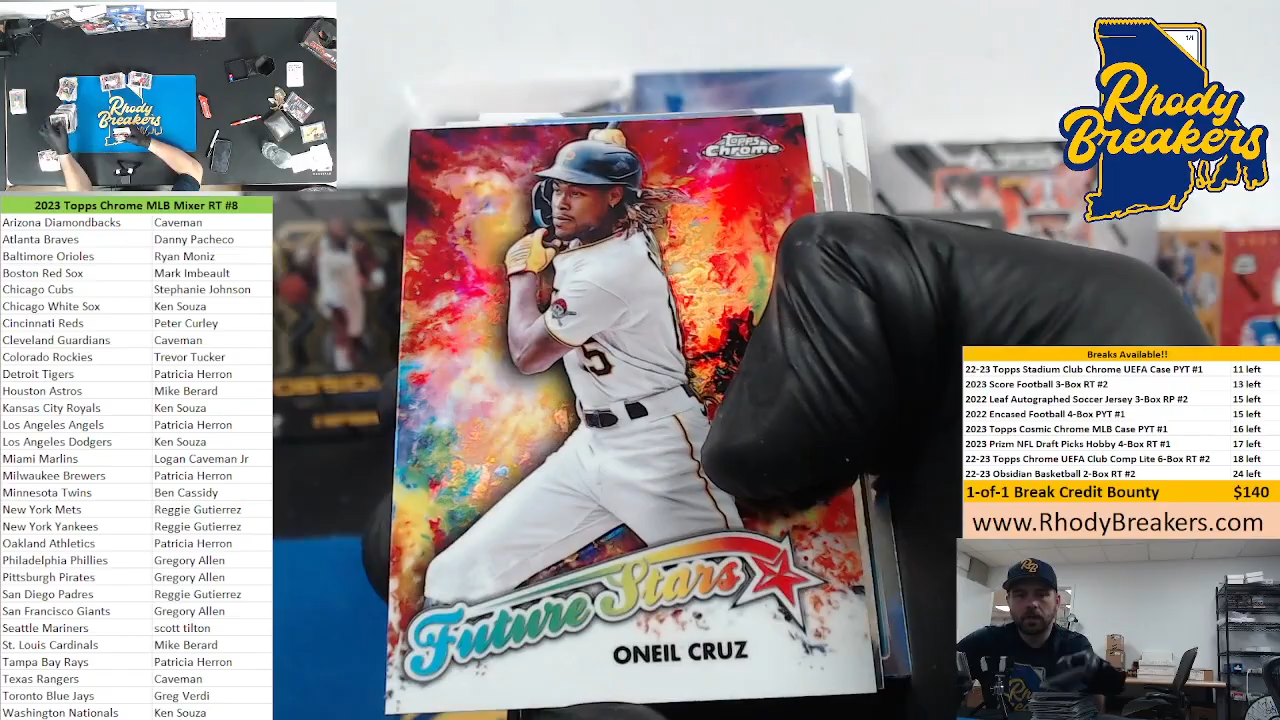 Rhody
Breakers
1/1
Rhody
Breakers
Topps
Chrome
15
Future Stars
ONEIL CRUZ
2023 Topps Chrome MLB Mixer RT #8
Arizona Diamondbacks Caveman
Atlanta Braves Danny Pacheco
Baltimore Orioles Ryan Moniz
Boston Red Sox Mark Imbeault
Chicago Cubs Stephanie Johnson
Chicago White Sox Ken Souza
Cincinnati Reds Peter Curley
Cleveland Guardians Caveman
Colorado Rockies Trevor Tucker
Detroit Tigers Patricia Herron
Houston Astros Mike Berard
Kansas City Royals Ken Souza
Los Angeles Angels Patricia Herron
Los Angeles Dodgers Ken Souza
Miami Marlins Logan Caveman Jr
Milwaukee Brewers Patricia Herron
Minnesota Twins Ben Cassidy
New York Mets Reggie Gutierrez
New York Yankees Reggie Gutierrez
Oakland Athletics Patricia Herron
Philadelphia Phillies Gregory Allen
Pittsburgh Pirates Gregory Allen
San Diego Padres Reggie Gutierrez
San Francisco Giants Gregory Allen
Seattle Mariners scott tilton
St. Louis Cardinals Mike Berard
Tampa Bay Rays Patricia Herron
Texas Rangers Caveman
Toronto Blue Jays Greg Verdi
Washington Nationals Ken Souza
Breaks Available!!
22-23 Topps Stadium Club Chrome UEFA Case PYT #1 11 left
2023 Score Football 3-Box RT #2 13 left
2022 Leaf Autographed Soccer Jersey 3-Box RP #2 15 left
2022 Encased Football 4-Box PYT #1 15 left
2023 Topps Cosmic Chrome MLB Case PYT #1 16 left
2023 Prizm NFL Draft Picks Hobby 4-Box RT #1 17 left
22-23 Topps Chrome UEFA Club Comp Lite 6-Box RT #2 18 left
22-23 Obsidian Basketball 2-Box RT #2 24 left
1-of-1 Break Credit Bounty $140
www.RhodyBreakers.com
RB